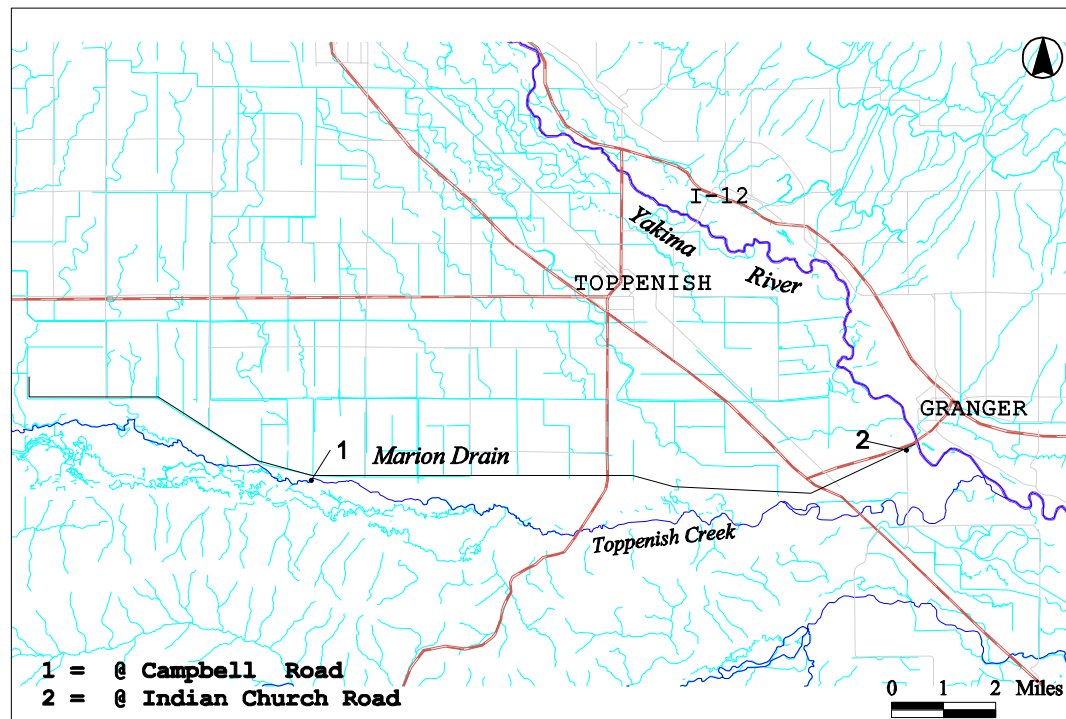 I-12
Yakima
River
TOPPENISH
GRANGER
2
1
Marion Drain
Toppenish Creek
1 = @ Campbell Road
2 = @ Indian Church Road
0 1 2 Miles